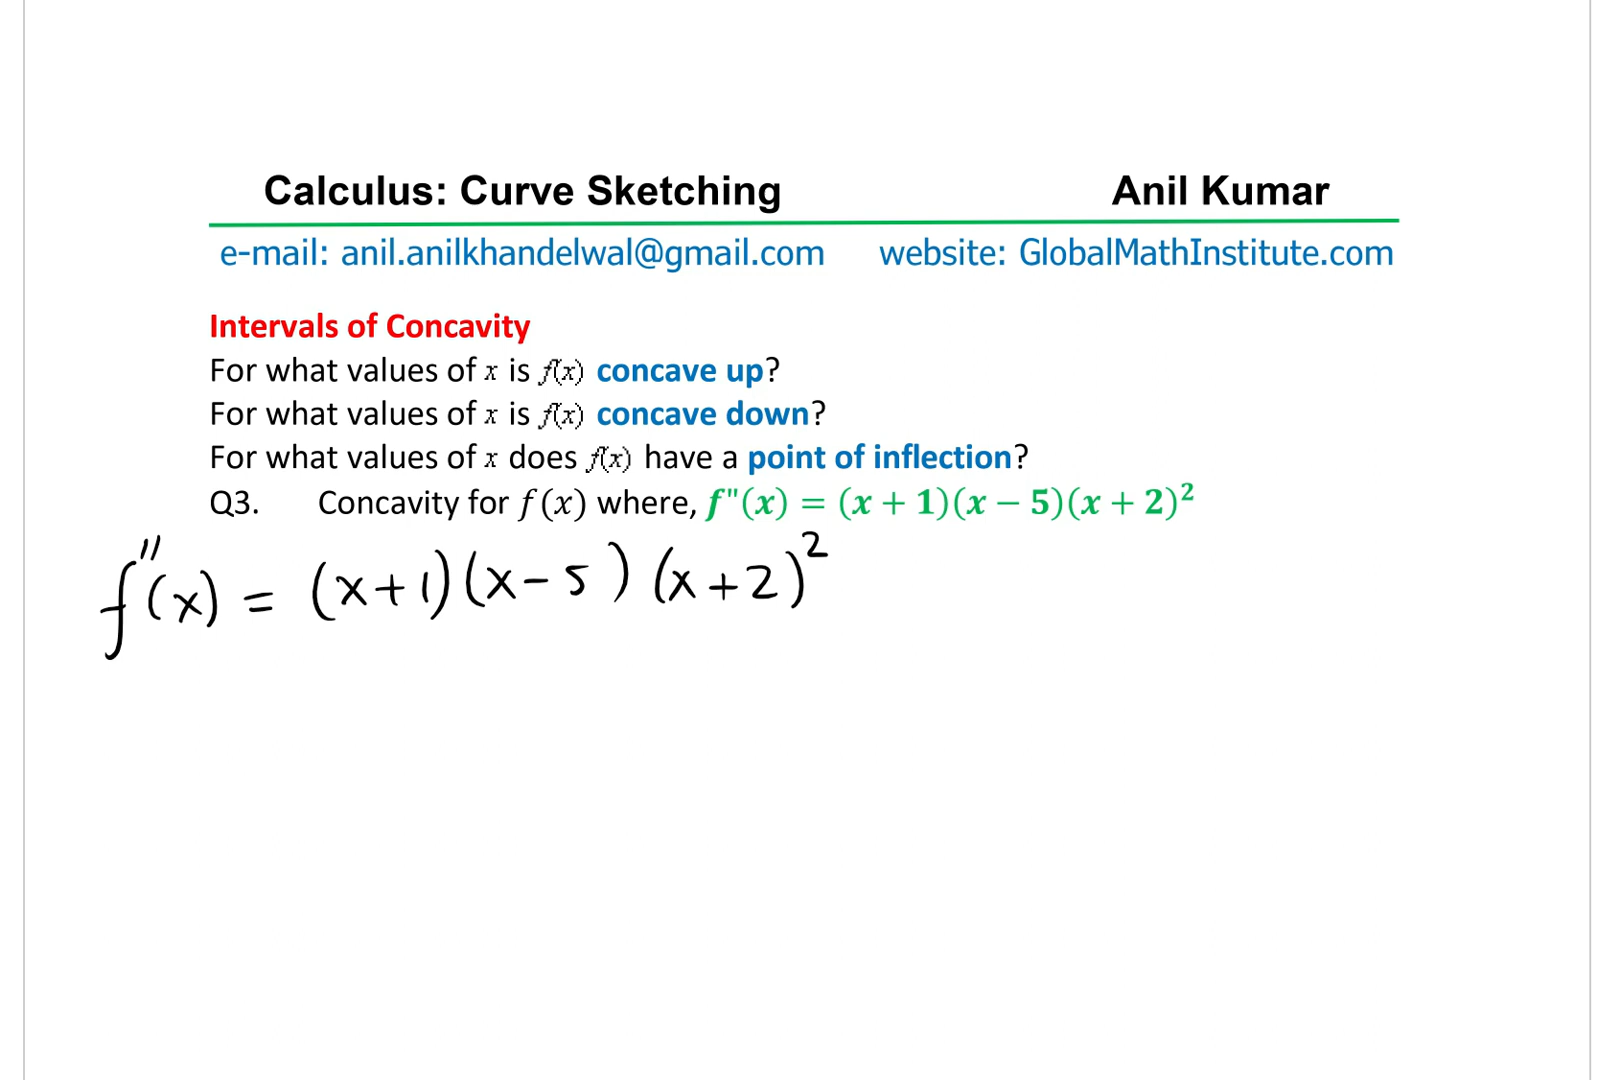 Calculus: Curve Sketching Anil Kumar
e-mail: anil.anilkhandelwal@gmail.com website: GlobalMathInstitute.com
Intervals of Concavity
For what values of x is f(x) concave up?
For what values of x is f(x) concave down?
For what values of x does f(x) have a point of inflection?
Q3. Concavity for f(x) where, f"(x) = (x + 1)(x − 5)(x + 2)²
f"(x) = (x+1)(x-5)(x+2)²